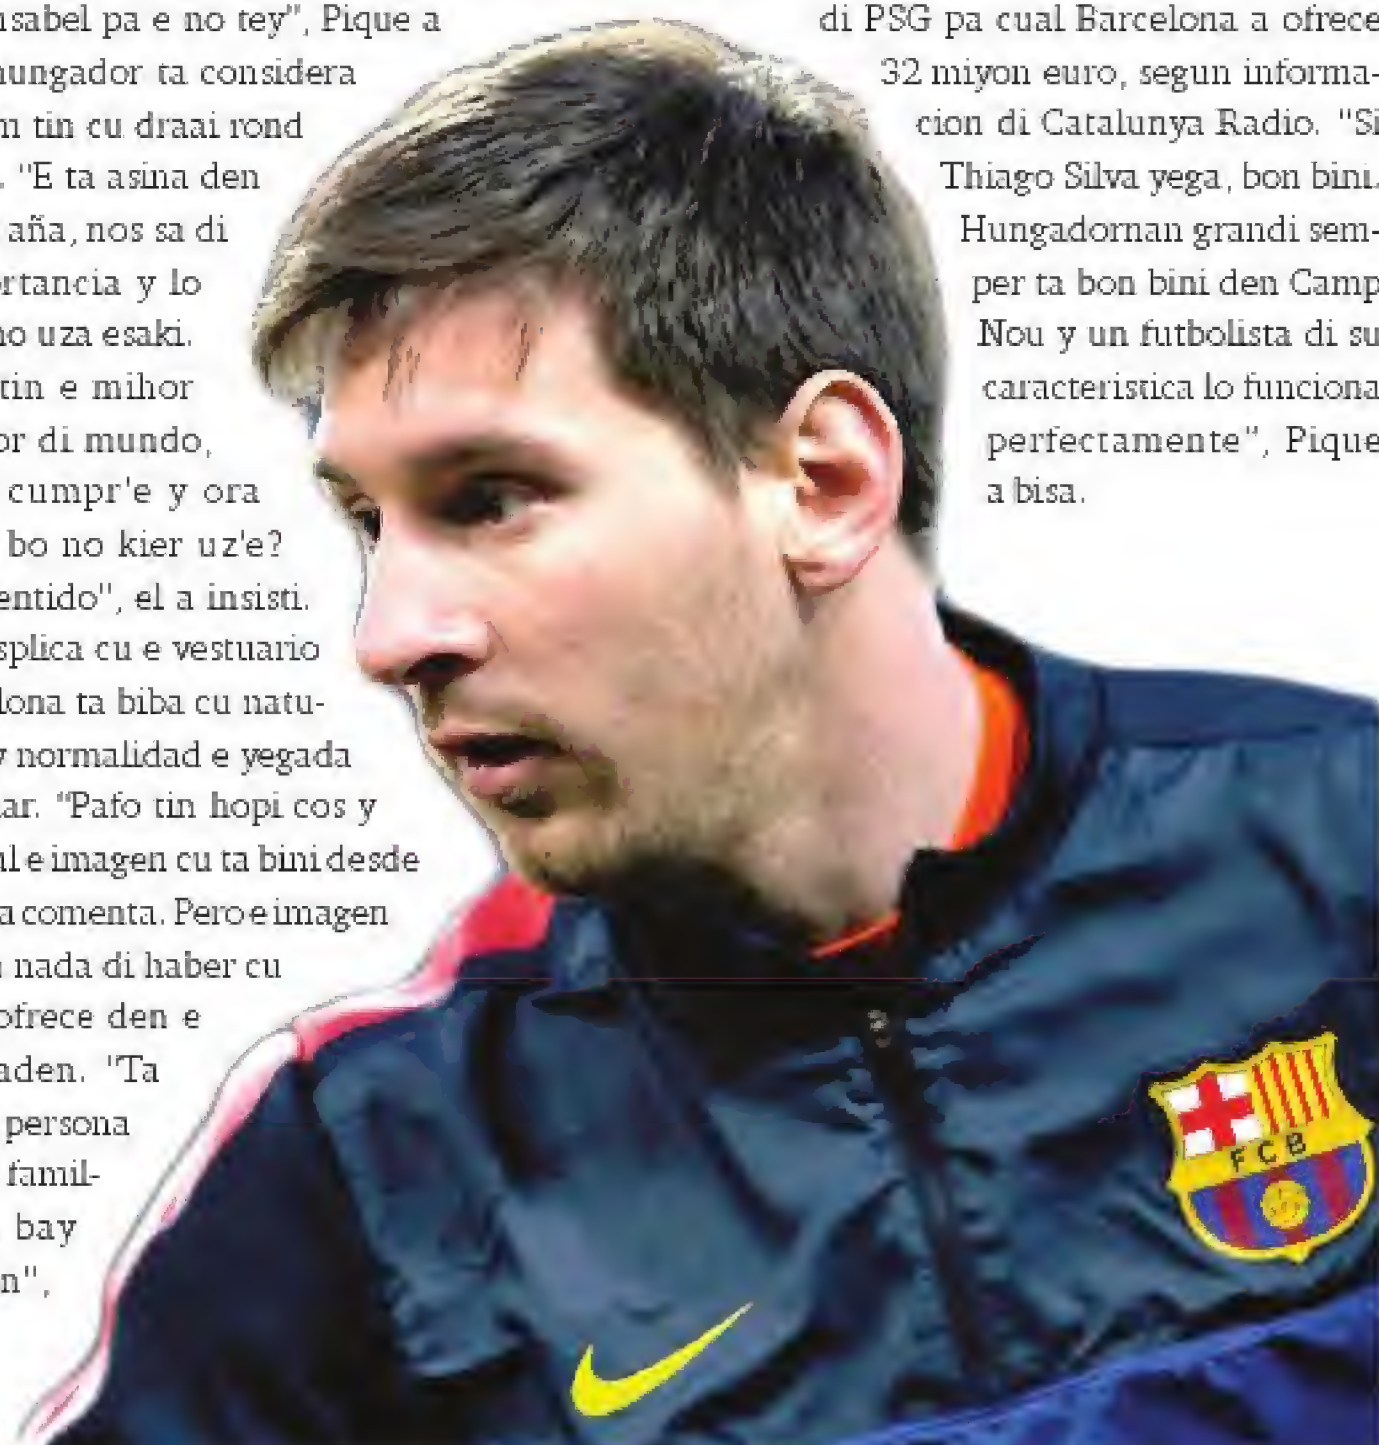 nsabel pa e no tey", Pique a
hungador ta considera
m tin cu draai rond
. "E ta asina den
aña, nos sa di
ortancia y lo
no uza esaki.
tin e mihor
or di mundo,
cumpr'e y ora
bo no kier uz'e?
entido", el a insisti.
splica cu e vestuario
lona ta biba cu natu-
y normalidad e yegada
ar. "Pafo tin hopi cos y
al e imagen cu ta bini desde
a comenta. Pero e imagen
a nada di haber cu
ofrece den e
aden. "Ta
persona
famil-
bay
n",
di PSG pa cual Barcelona a ofrece
32 miyon euro, segun informa-
cion di Catalunya Radio. "Si
Thiago Silva yega, bon bini.
Hungadornan grandi sem-
per ta bon bini den Camp
Nou y un futbolista di su
caracteristica lo funciona
perfectamente", Pique
a bisa.
FCB